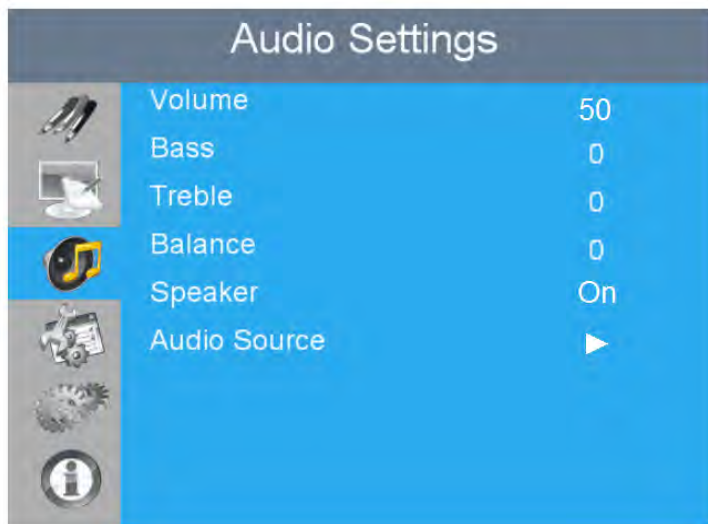 Audio Settings
Volume 50
Bass 0
Treble 0
Balance 0
Speaker On
Audio Source ▶